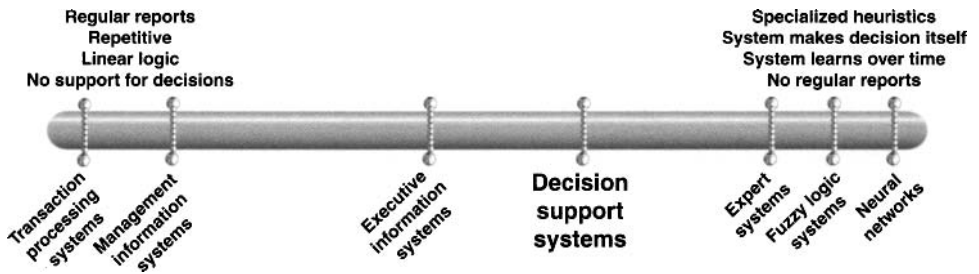 Regular reports
Repetitive
Linear logic
No support for decisions
Specialized heuristics
System makes decision itself
System learns over time
No regular reports
Transaction
processing
systems
Management
information
systems
Executive
information
systems
Decision
support
systems
Expert
systems
Fuzzy logic
systems
Neural
networks